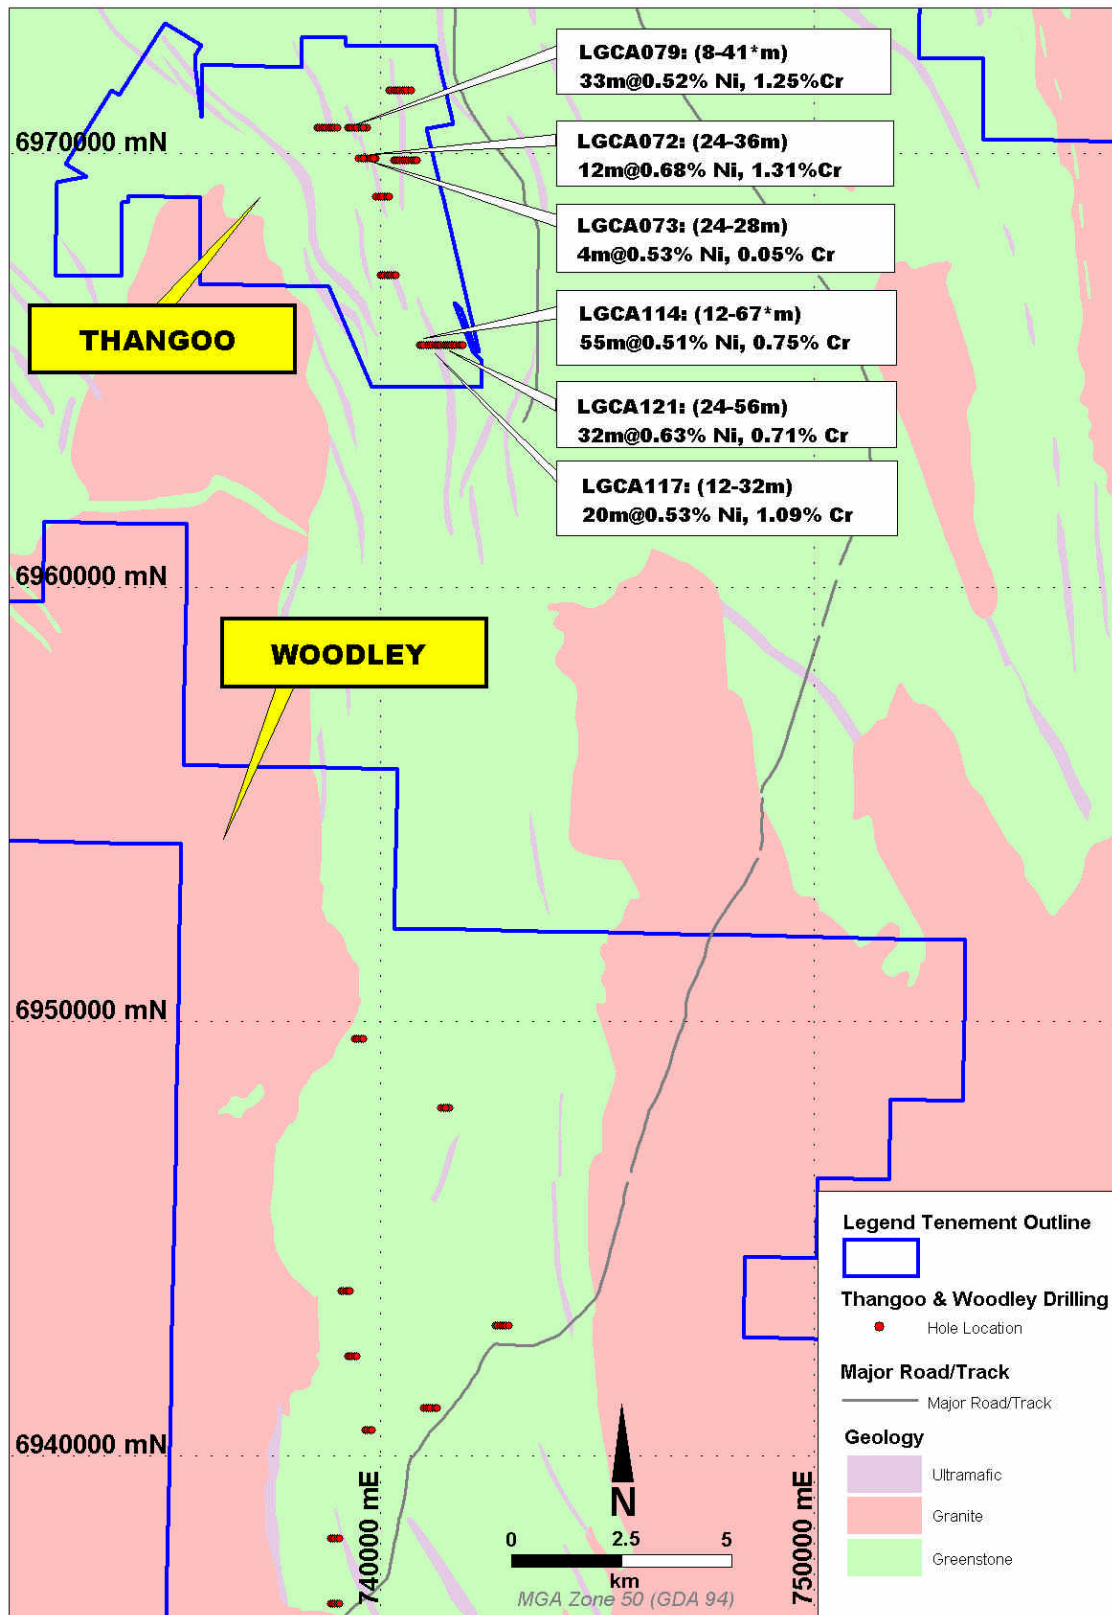 LGCA079: (8-41*m)
33m@0.52% Ni, 1.25%Cr
6970000 mN
LGCA072: (24-36m)
12m@0.68% Ni, 1.31%Cr
LGCA073: (24-28m)
4m@0.53% Ni, 0.05% Cr
THANGOO
LGCA114: (12-67*m)
55m@0.51% Ni, 0.75% Cr
LGCA121: (24-56m)
32m@0.63% Ni, 0.71% Cr
LGCA117: (12-32m)
20m@0.53% Ni, 1.09% Cr
6960000 mN
WOODLEY
6950000 mN
6940000 mN
740000 mE
750000 mE
N
0 2.5 5
km
MGA Zone 50 (GDA 94)
Legend Tenement Outline
Thangoo & Woodley Drilling
Hole Location
Major Road/Track
Major Road/Track
Geology
Ultramafic
Granite
Greenstone